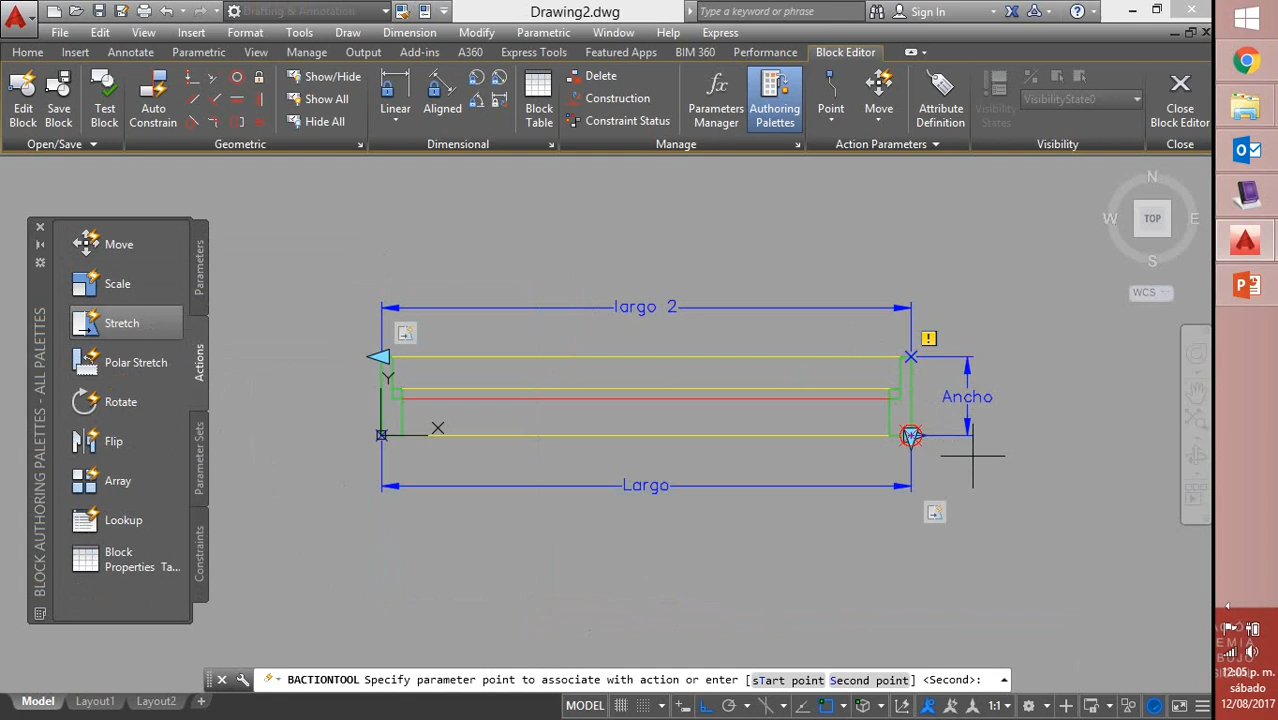 Drafting & Annotation
Drawing2.dwg
Type a keyword or phrase
Sign In
File Edit View Insert Format Tools Draw Dimension Modify Parametric Window Help Express
Home Insert Annotate Parametric View Manage Output Add-ins A360 Express Tools Featured Apps BIM 360 Performance Block Editor
Edit Block
Save Block
Test Block
Auto Constrain
Show/Hide
Show All
Hide All
Linear
Aligned
Block Table
Delete
Construction
Constraint Status
Parameters Manager
Authoring Palettes
Point
Move
Attribute Definition
Visibility States
VisibilityState0
Close Block Editor
Open/Save
Geometric
Dimensional
Manage
Action Parameters
Visibility
Close
BLOCK AUTHORING PALETTES - ALL PALETTES
Move
Scale
Stretch
Polar Stretch
Rotate
Flip
Array
Lookup
Block
Properties Ta...
Parameters
Actions
Parameter Sets
Constraints
largo 2
Ancho
Largo
Y
X
N
W
TOP
E
S
WCS
BACTIONTOOL Specify parameter point to associate with action or enter [sTart point Second point] <Second>:
Model Layout1 Layout2 +
MODEL
1:1
12:05 p. m.
sábado
12/08/2017